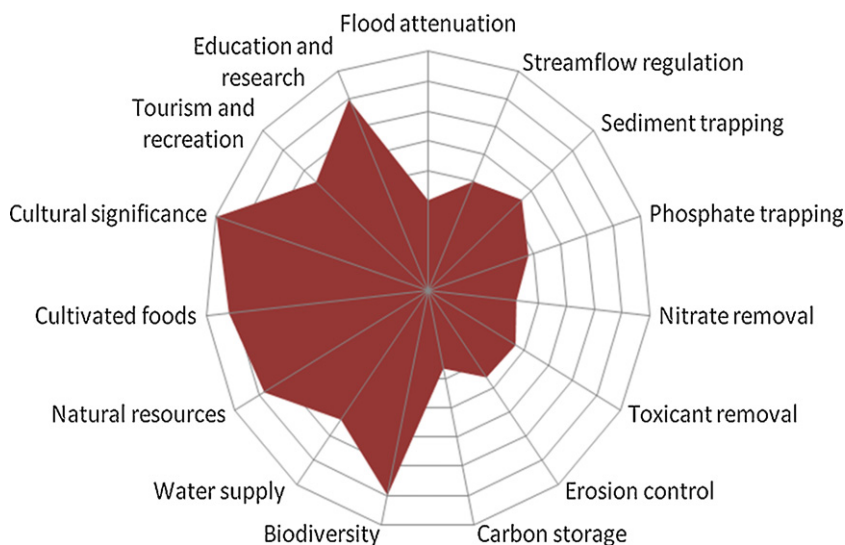 Flood attenuation
Streamflow regulation
Sediment trapping
Phosphate trapping
Nitrate removal
Toxicant removal
Erosion control
Carbon storage
Biodiversity
Water supply
Natural resources
Cultivated foods
Cultural significance
Tourism and
recreation
Education and
research